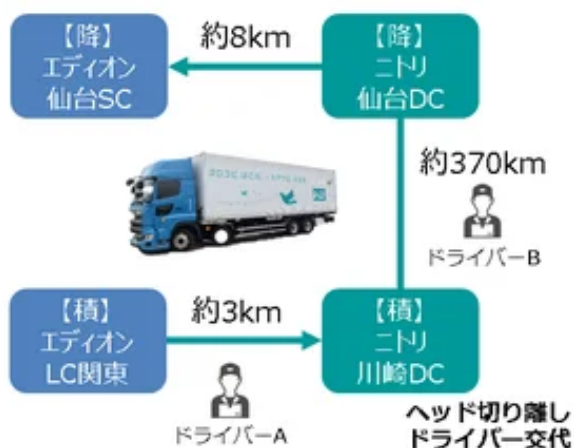 【降】
エディオン
仙台SC
約8km
【降】
ニトリ
仙台DC
約370km
ドライバーB
【積】
エディオン
LC関東
約3km
【積】
ニトリ
川崎DC
ドライバーA
ヘッド切り離し
ドライバー交代